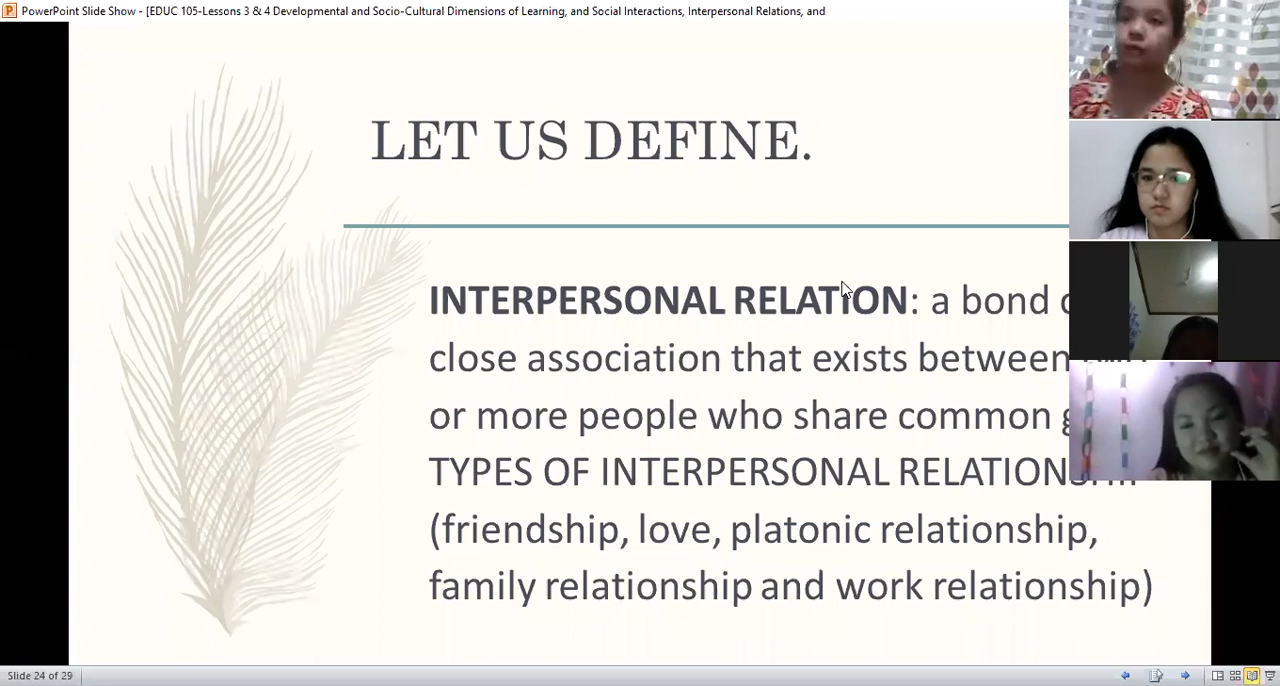 PowerPoint Slide Show - [EDUC 105-Lessons 3 & 4 Developmental and Socio-Cultural Dimensions of Learning, and Social Interactions, Interpersonal Relations, and
LET US DEFINE.
INTERPERSONAL RELATION: a bond
close association that exists between
or more people who share common
TYPES OF INTERPERSONAL
(friendship, love, platonic relationship,
family relationship and work relationship)
Slide 24 of 29